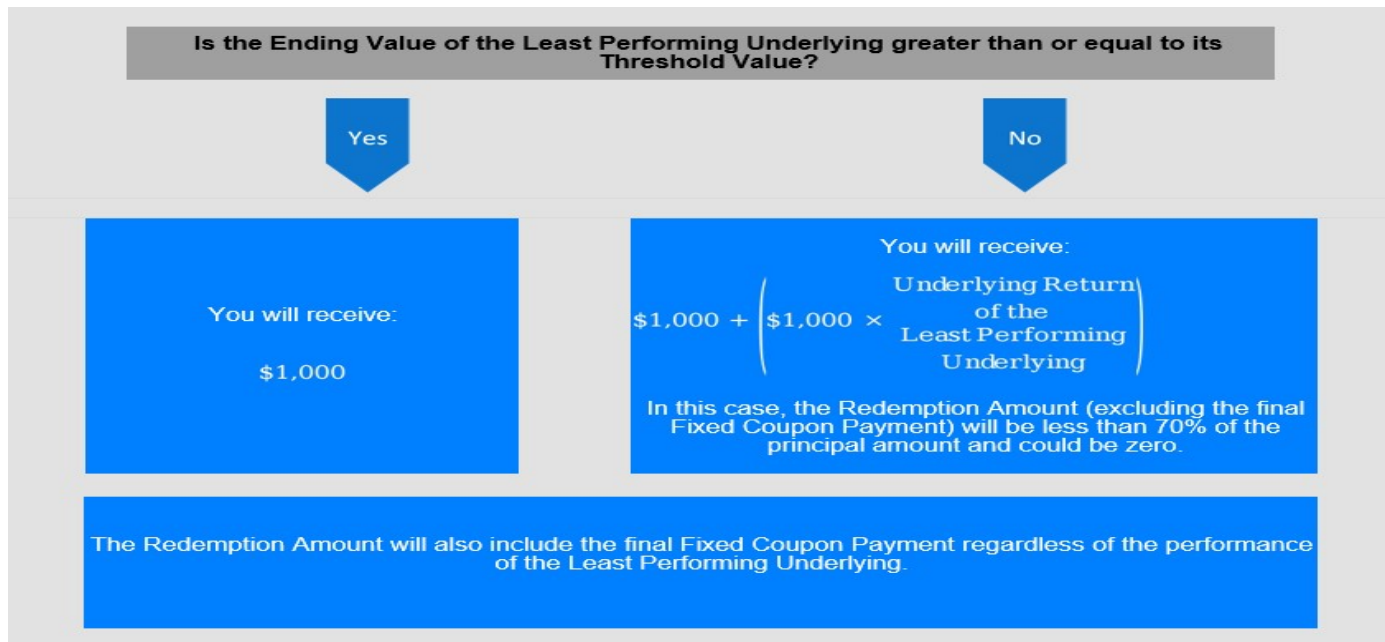 Is the Ending Value of the Least Performing Underlying greater than or equal to its
Threshold Value?
Yes
No
You will receive:
$1,000
You will receive:
$1,000 + ($1,000 × Underlying Return
of the
Least Performing
Underlying)
In this case, the Redemption Amount (excluding the final
Fixed Coupon Payment) will be less than 70% of the
principal amount and could be zero.
The Redemption Amount will also include the final Fixed Coupon Payment regardless of the performance
of the Least Performing Underlying.